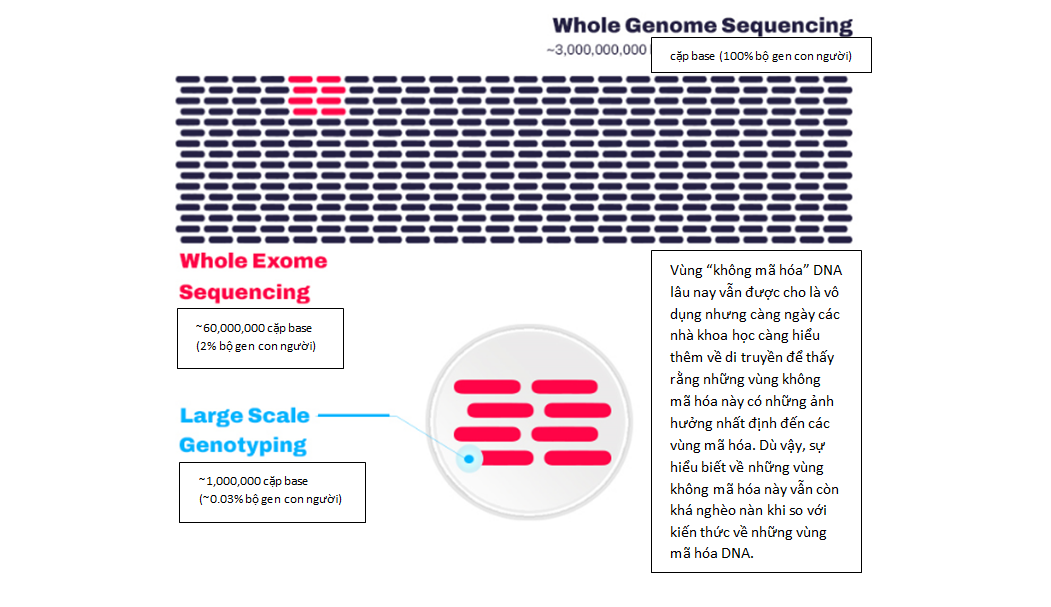 Whole Genome Sequencing
~3,000,000,000
cặp base (100% bộ gen con người)
Whole Exome
Sequencing
~60,000,000 cặp base
(2% bộ gen con người)
Large Scale
Genotyping
~1,000,000 cặp base
(~0.03% bộ gen con người)
Vùng “không mã hóa” DNA
lâu nay vẫn được cho là vô
dụng nhưng càng ngày các
nhà khoa học càng hiểu
thêm về di truyền để thấy
rằng những vùng không
mã hóa này có những ảnh
hưởng nhất định đến các
vùng mã hóa. Dù vậy, sự
hiểu biết về những vùng
không mã hóa này vẫn còn
khá nghèo nàn khi so với
kiến thức về những vùng
mã hóa DNA.